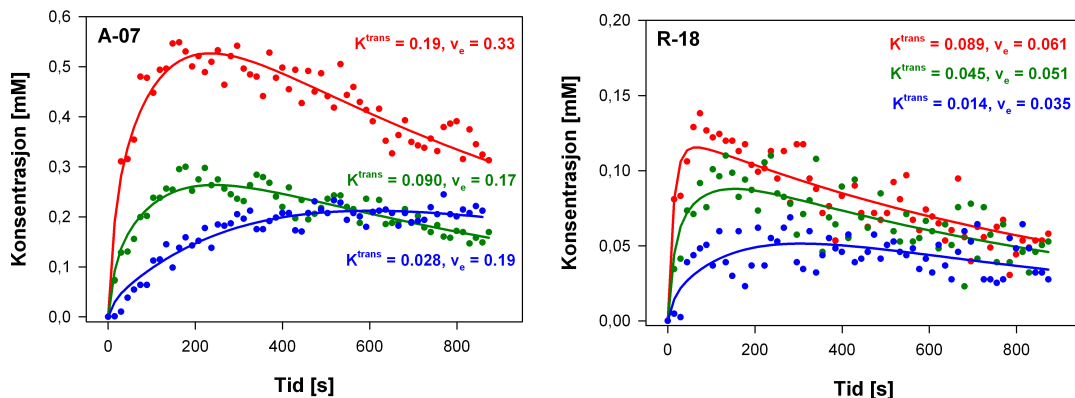 A-07
K^trans = 0.19, v_e = 0.33
K^trans = 0.090, v_e = 0.17
K^trans = 0.028, v_e = 0.19
Konsentrasjon [mM]
0,6
0,5
0,4
0,3
0,2
0,1
0,0
0 200 400 600 800
Tid [s]
R-18
K^trans = 0.089, v_e = 0.061
K^trans = 0.045, v_e = 0.051
K^trans = 0.014, v_e = 0.035
Konsentrasjon [mM]
0,20
0,15
0,10
0,05
0,00
0 200 400 600 800
Tid [s]